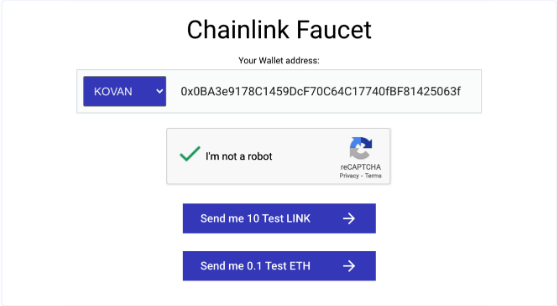 Chainlink Faucet
Your Wallet address:
KOVAN 0x0BA3e9178C1459DcF70C64C17740fBF81425063f
I'm not a robot
reCAPTCHA
Privacy - Terms
Send me 10 Test LINK
Send me 0.1 Test ETH